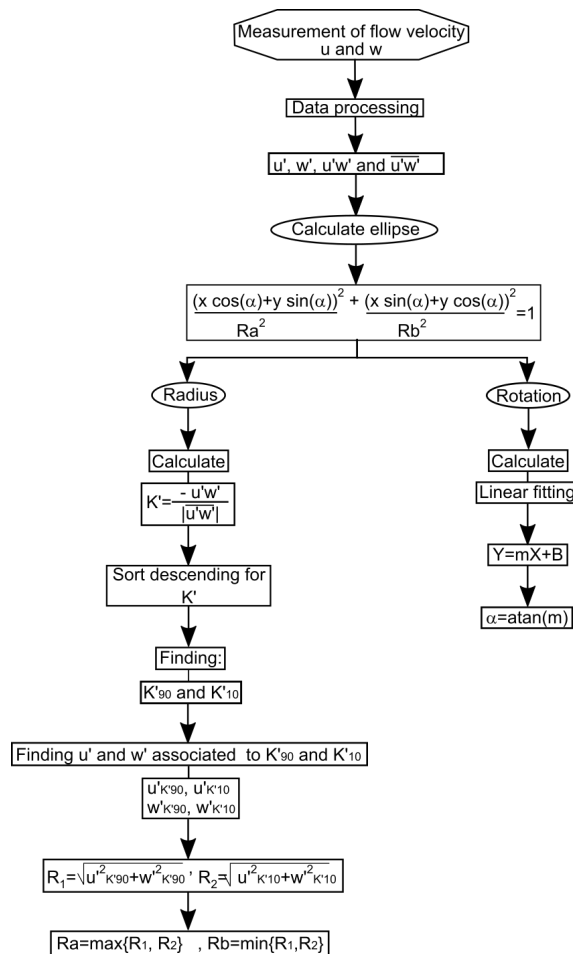 Measurement of flow velocity
u and w
Data processing
u', w', u'w' and \overline{u'w'}
Calculate ellipse
(x cos(α)+y sin(α))² + (x sin(α)+y cos(α))² =1
Ra² Rb²
Radius
Calculate
K'= - u'w'
|\overline{u'w'}|
Sort descending for
K'
Finding:
K'90 and K'10
Finding u' and w' associated to K'90 and K'10
u'K'90, u'K'10
w'K'90, w'K'10
R₁=√u'²K'90+w'²K'90 , R₂=√u'²K'10+w'²K'10
Ra=max{R₁, R₂} , Rb=min{R₁,R₂}
Rotation
Calculate
Linear fitting
Y=mX+B
α=atan(m)